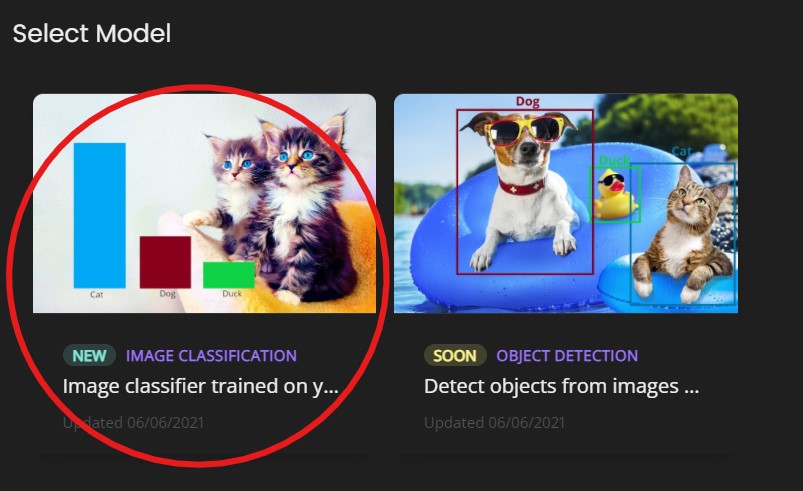 Select Model
Cat
Dog
Duck
NEW IMAGE CLASSIFICATION
Image classifier trained on y...
Updated 06/06/2021
Dog
Duck
Cat
SOON OBJECT DETECTION
Detect objects from images ...
Updated 06/06/2021